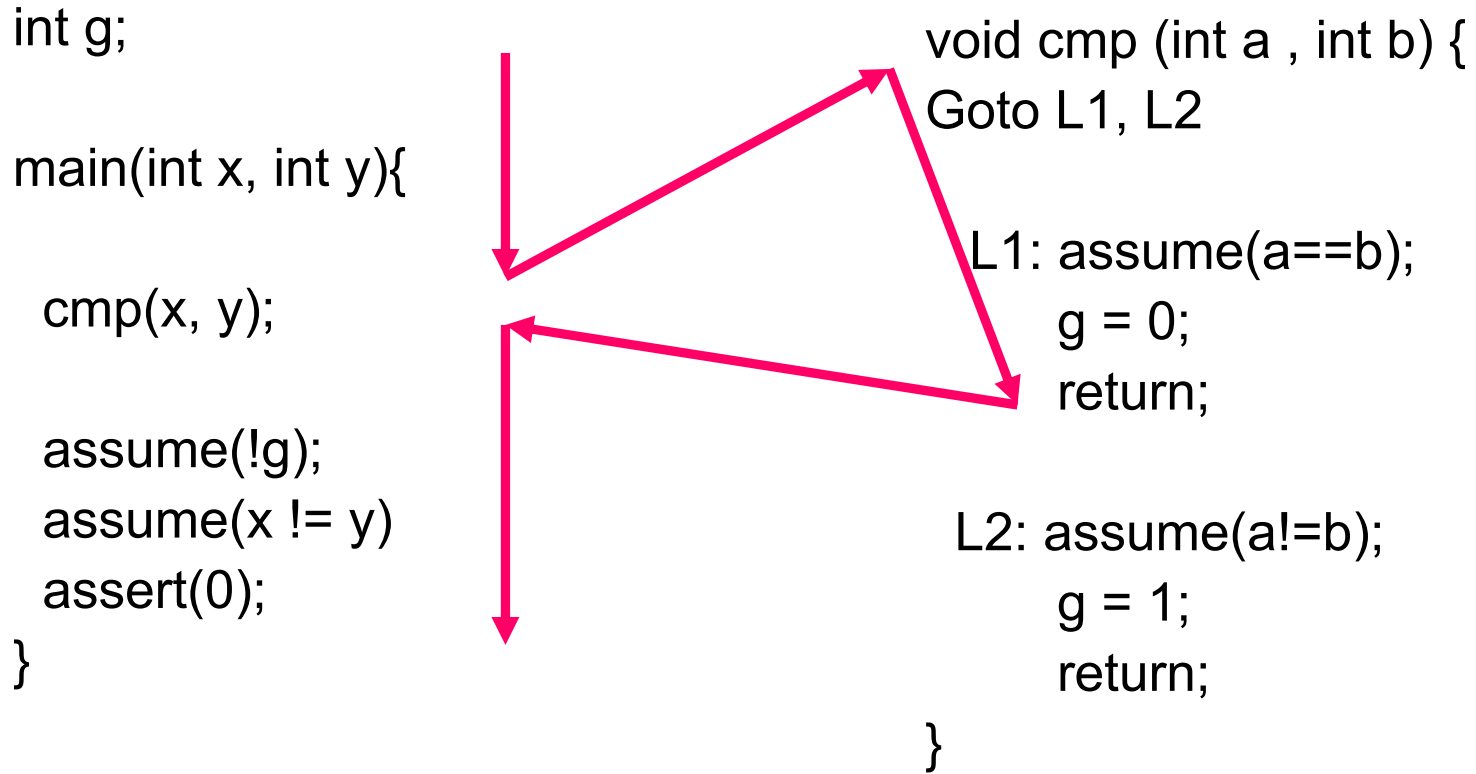 int g;
main(int x, int y){
cmp(x, y);
assume(!g);
assume(x != y)
assert(0);
}
void cmp (int a , int b) {
Goto L1, L2
L1: assume(a==b);
g = 0;
return;
L2: assume(a!=b);
g = 1;
return;
}